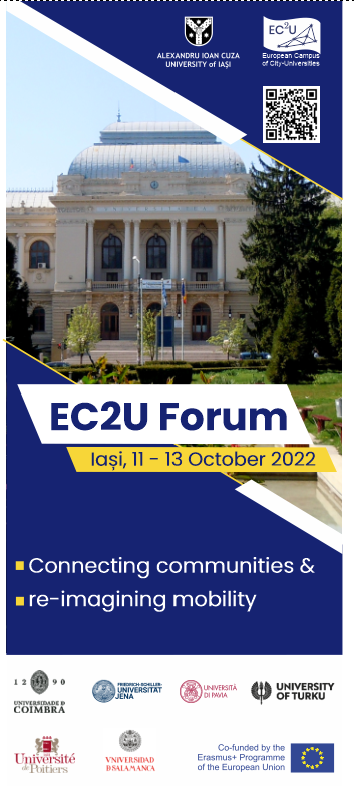 ALEXANDRU IOAN CUZA
UNIVERSITY of IAȘI
EC²U
European Campus
of City-Universities
EC2U Forum
Iași, 11 - 13 October 2022
Connecting communities &
re-imagining mobility
12 90
UNIVERSIDADE D
COIMBRA
FRIEDRICH-SCHILLER-
UNIVERSITÄT
JENA
UNIVERSITÀ
DI PAVIA
UNIVERSITY
OF TURKU
Université
de Poitiers
VNiVERSiDAD
D SALAMANCA
Co-funded by the
Erasmus+ Programme
of the European Union